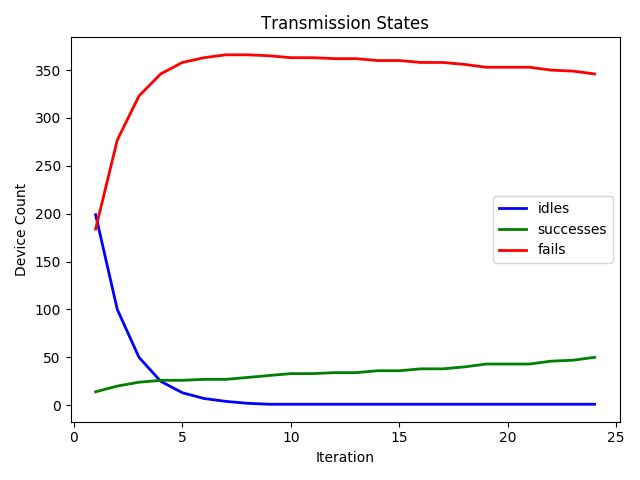 Transmission States
Device Count
350
300
250
200
150
100
50
0
idles
successes
fails
0 5 10 15 20 25
Iteration